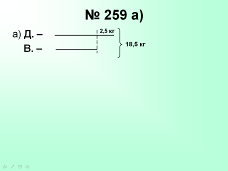 № 259 а)
2,5 кг
а) Д. –
18,5 кг
В. –